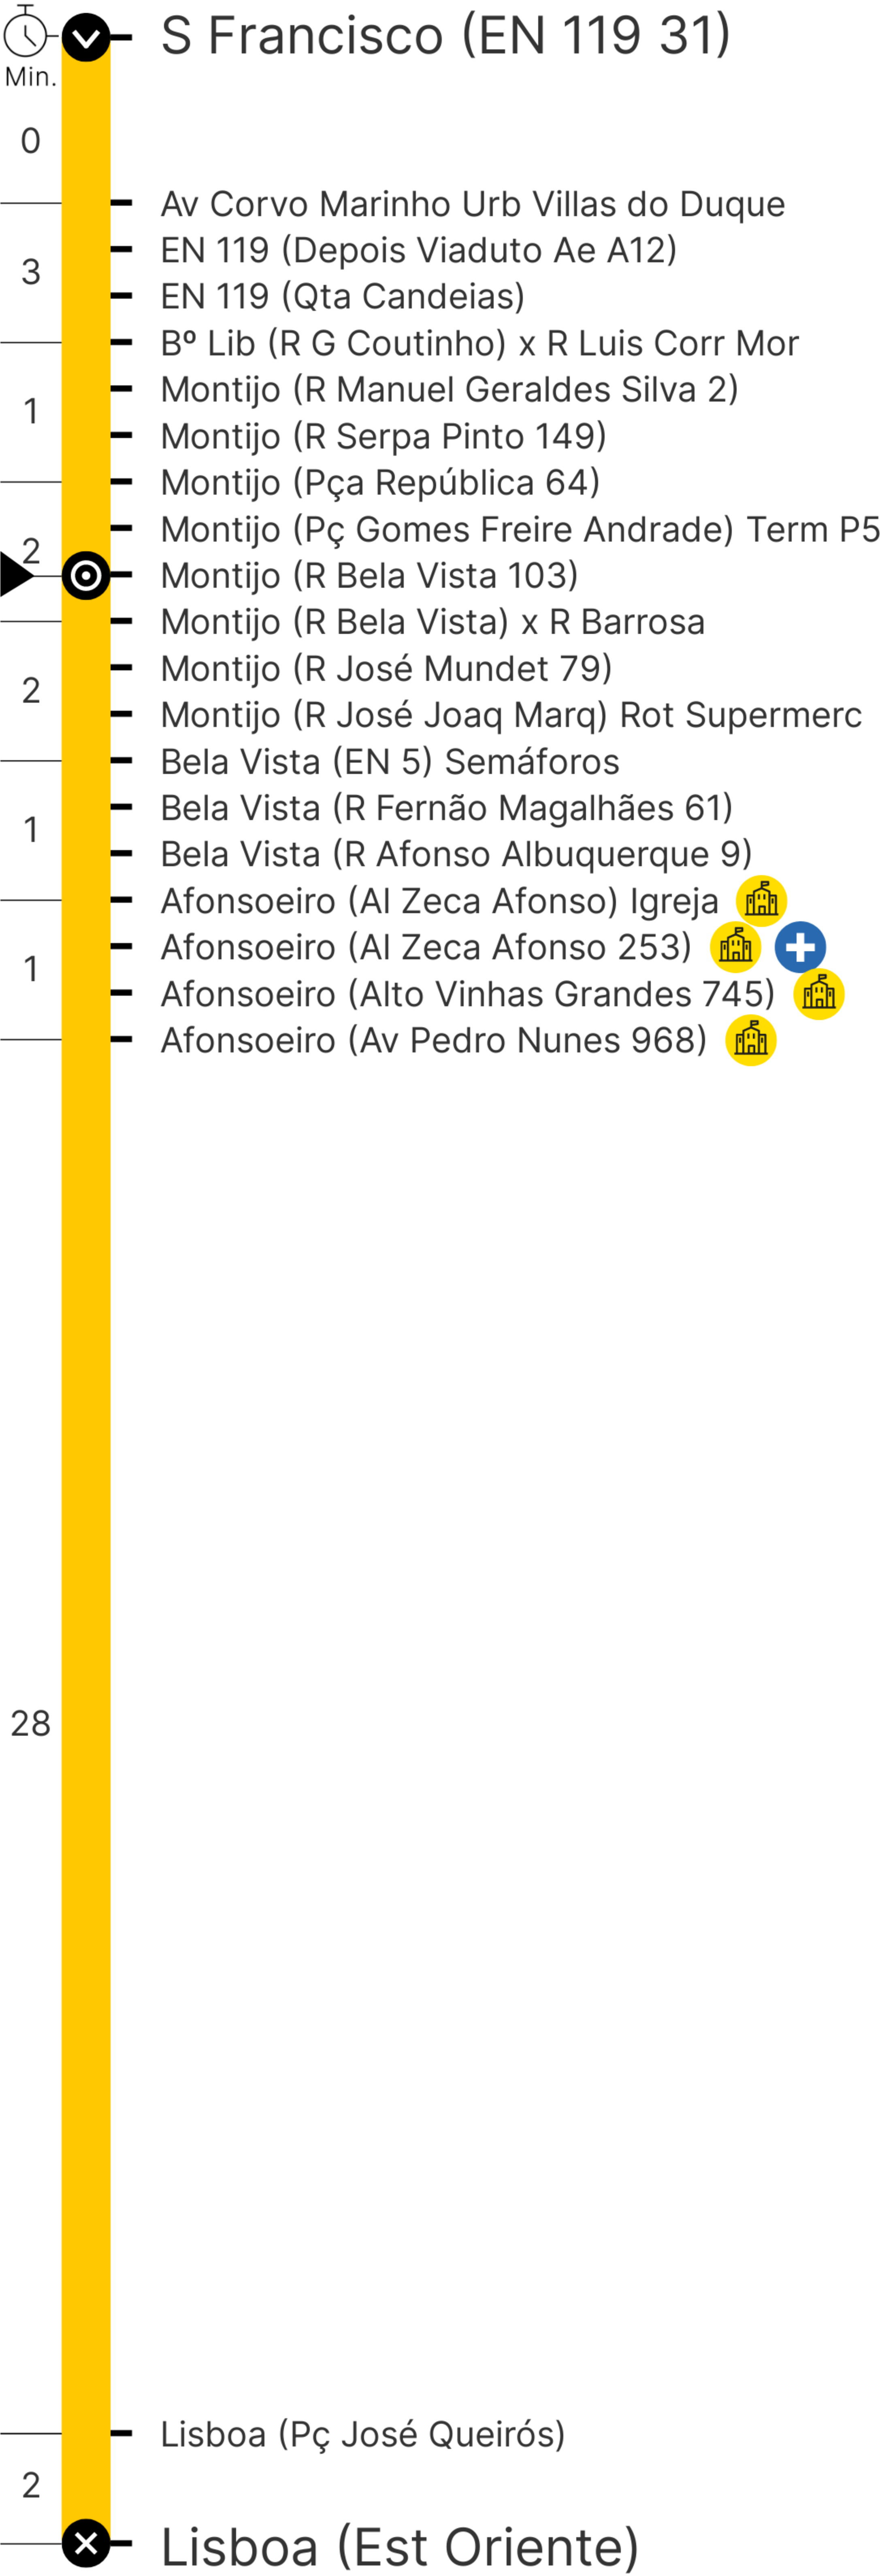 S Francisco (EN 119 31)
Min.
0
Av Corvo Marinho Urb Villas do Duque
EN 119 (Depois Viaduto Ae A12)
3
EN 119 (Qta Candeias)
Bº Lib (R G Coutinho) x R Luis Corr Mor
Montijo (R Manuel Geraldes Silva 2)
1
Montijo (R Serpa Pinto 149)
Montijo (Pça República 64)
Montijo (Pç Gomes Freire Andrade) Term P5
2
Montijo (R Bela Vista 103)
Montijo (R Bela Vista) x R Barrosa
Montijo (R José Mundet 79)
2
Montijo (R José Joaq Marq) Rot Supermerc
Bela Vista (EN 5) Semáforos
Bela Vista (R Fernão Magalhães 61)
1
Bela Vista (R Afonso Albuquerque 9)
Afonsoeiro (Al Zeca Afonso) Igreja
Afonsoeiro (Al Zeca Afonso 253)
1
Afonsoeiro (Alto Vinhas Grandes 745)
Afonsoeiro (Av Pedro Nunes 968)
28
Lisboa (Pç José Queirós)
2
Lisboa (Est Oriente)